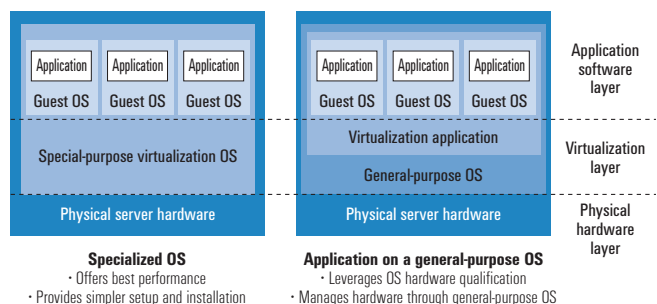 Application Application Application
Guest OS Guest OS Guest OS
Special-purpose virtualization OS
Physical server hardware
Specialized OS
· Offers best performance
· Provides simpler setup and installation
Application Application Application
Guest OS Guest OS Guest OS
Virtualization application
General-purpose OS
Physical server hardware
Application on a general-purpose OS
· Leverages OS hardware qualification
· Manages hardware through general-purpose OS
Application
software
layer
Virtualization
layer
Physical
hardware
layer